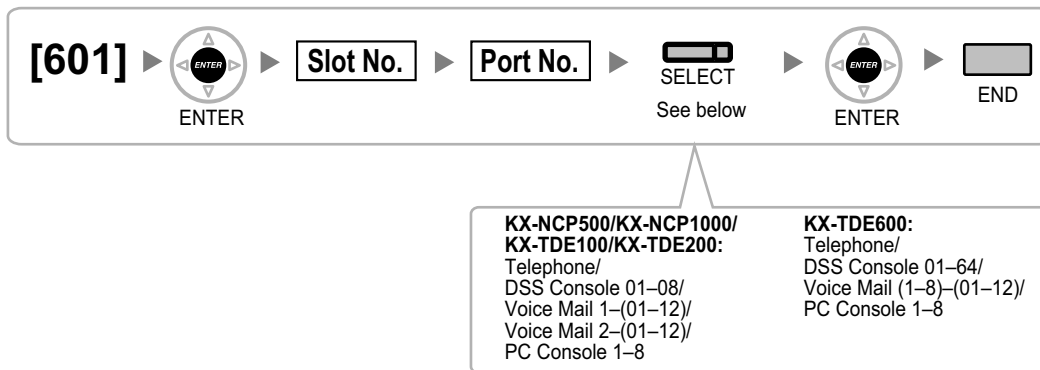 [601] ENTER Slot No. Port No. SELECT ENTER END
ENTER See below ENTER
KX-NCP500/KX-NCP1000/
KX-TDE100/KX-TDE200:
Telephone/
DSS Console 01–08/
Voice Mail 1–(01–12)/
Voice Mail 2–(01–12)/
PC Console 1–8
KX-TDE600:
Telephone/
DSS Console 01–64/
Voice Mail (1–8)–(01–12)/
PC Console 1–8